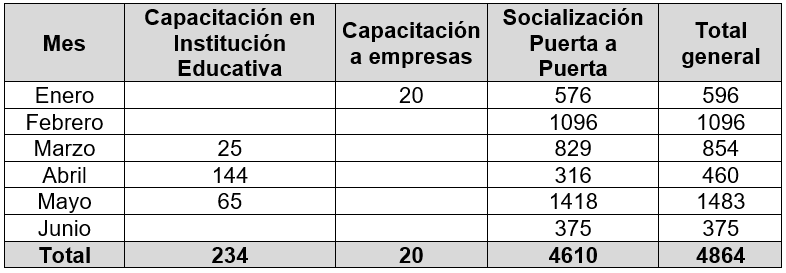 Mes Capacitación en Institución Educativa Capacitación a empresas Socialización Puerta a Puerta Total general
Enero 20 576 596
Febrero 1096 1096
Marzo 25 829 854
Abril 144 316 460
Mayo 65 1418 1483
Junio 375 375
Total 234 20 4610 4864